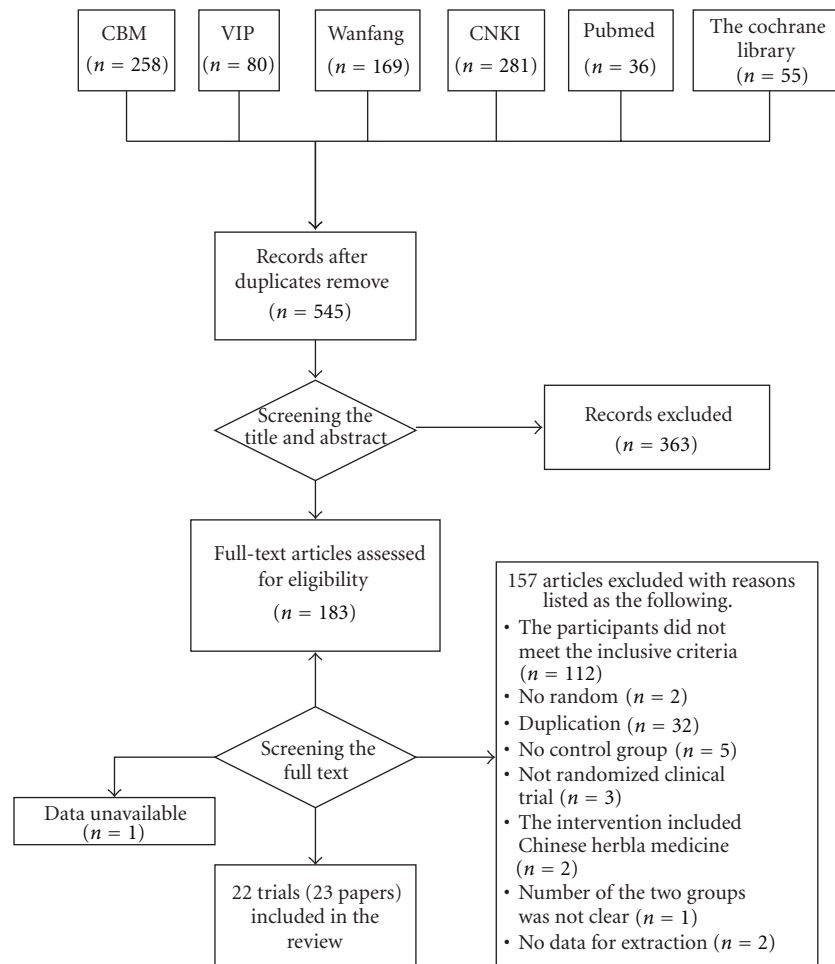 CBM
(n = 258)
VIP
(n = 80)
Wanfang
(n = 169)
CNKI
(n = 281)
Pubmed
(n = 36)
The cochrane
library
(n = 55)
Records after
duplicates remove
(n = 545)
Screening the
title and abstract
Records excluded
(n = 363)
Full-text articles assessed
for eligibility
(n = 183)
157 articles excluded with reasons
listed as the following.
• The participants did not
meet the inclusive criteria
(n = 112)
• No random (n = 2)
• Duplication (n = 32)
• No control group (n = 5)
• Not randomized clinical
trial (n = 3)
• The intervention included
Chinese herbla medicine
(n = 2)
• Number of the two groups
was not clear (n = 1)
• No data for extraction (n = 2)
Screening the
full text
Data unavailable
(n = 1)
22 trials (23 papers)
included in the
review